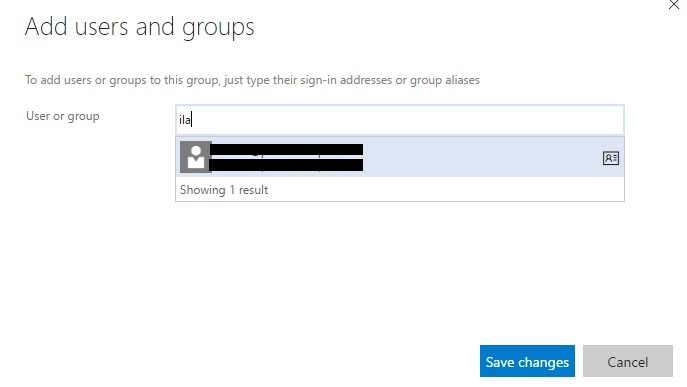 Add users and groups
To add users or groups to this group, just type their sign-in addresses or group aliases
User or group
ila
Showing 1 result
Save changes
Cancel